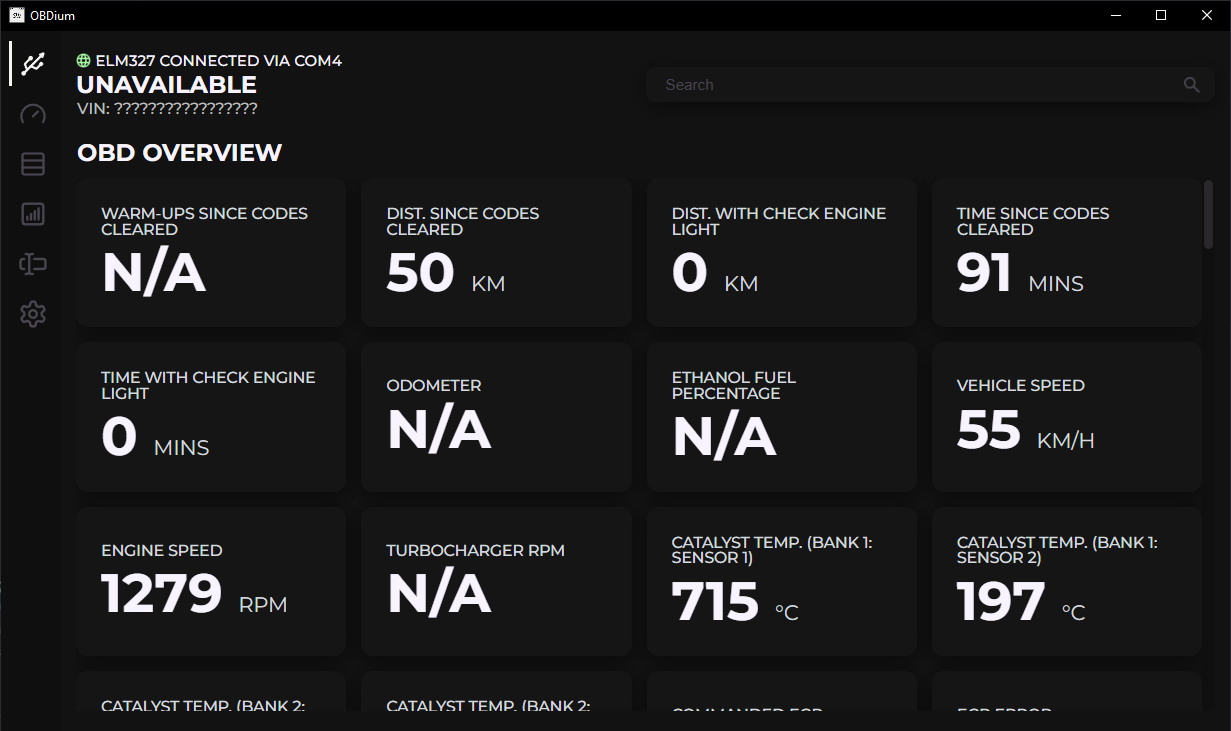 OBDium
ELM327 CONNECTED VIA COM4
UNAVAILABLE
VIN: ?????????????????
Search
OBD OVERVIEW
WARM-UPS SINCE CODES
CLEARED
N/A
DIST. SINCE CODES
CLEARED
50 KM
DIST. WITH CHECK ENGINE
LIGHT
0 KM
TIME SINCE CODES
CLEARED
91 MINS
TIME WITH CHECK ENGINE
LIGHT
0 MINS
ODOMETER
N/A
ETHANOL FUEL
PERCENTAGE
N/A
VEHICLE SPEED
55 KM/H
ENGINE SPEED
1279 RPM
TURBOCHARGER RPM
N/A
CATALYST TEMP. (BANK 1:
SENSOR 1)
715 °C
CATALYST TEMP. (BANK 1:
SENSOR 2)
197 °C
CATALYST TEMP. (BANK 2:
CATALYST TEMP. (BANK 2:
COMMANDED EGR
EGR ERROR